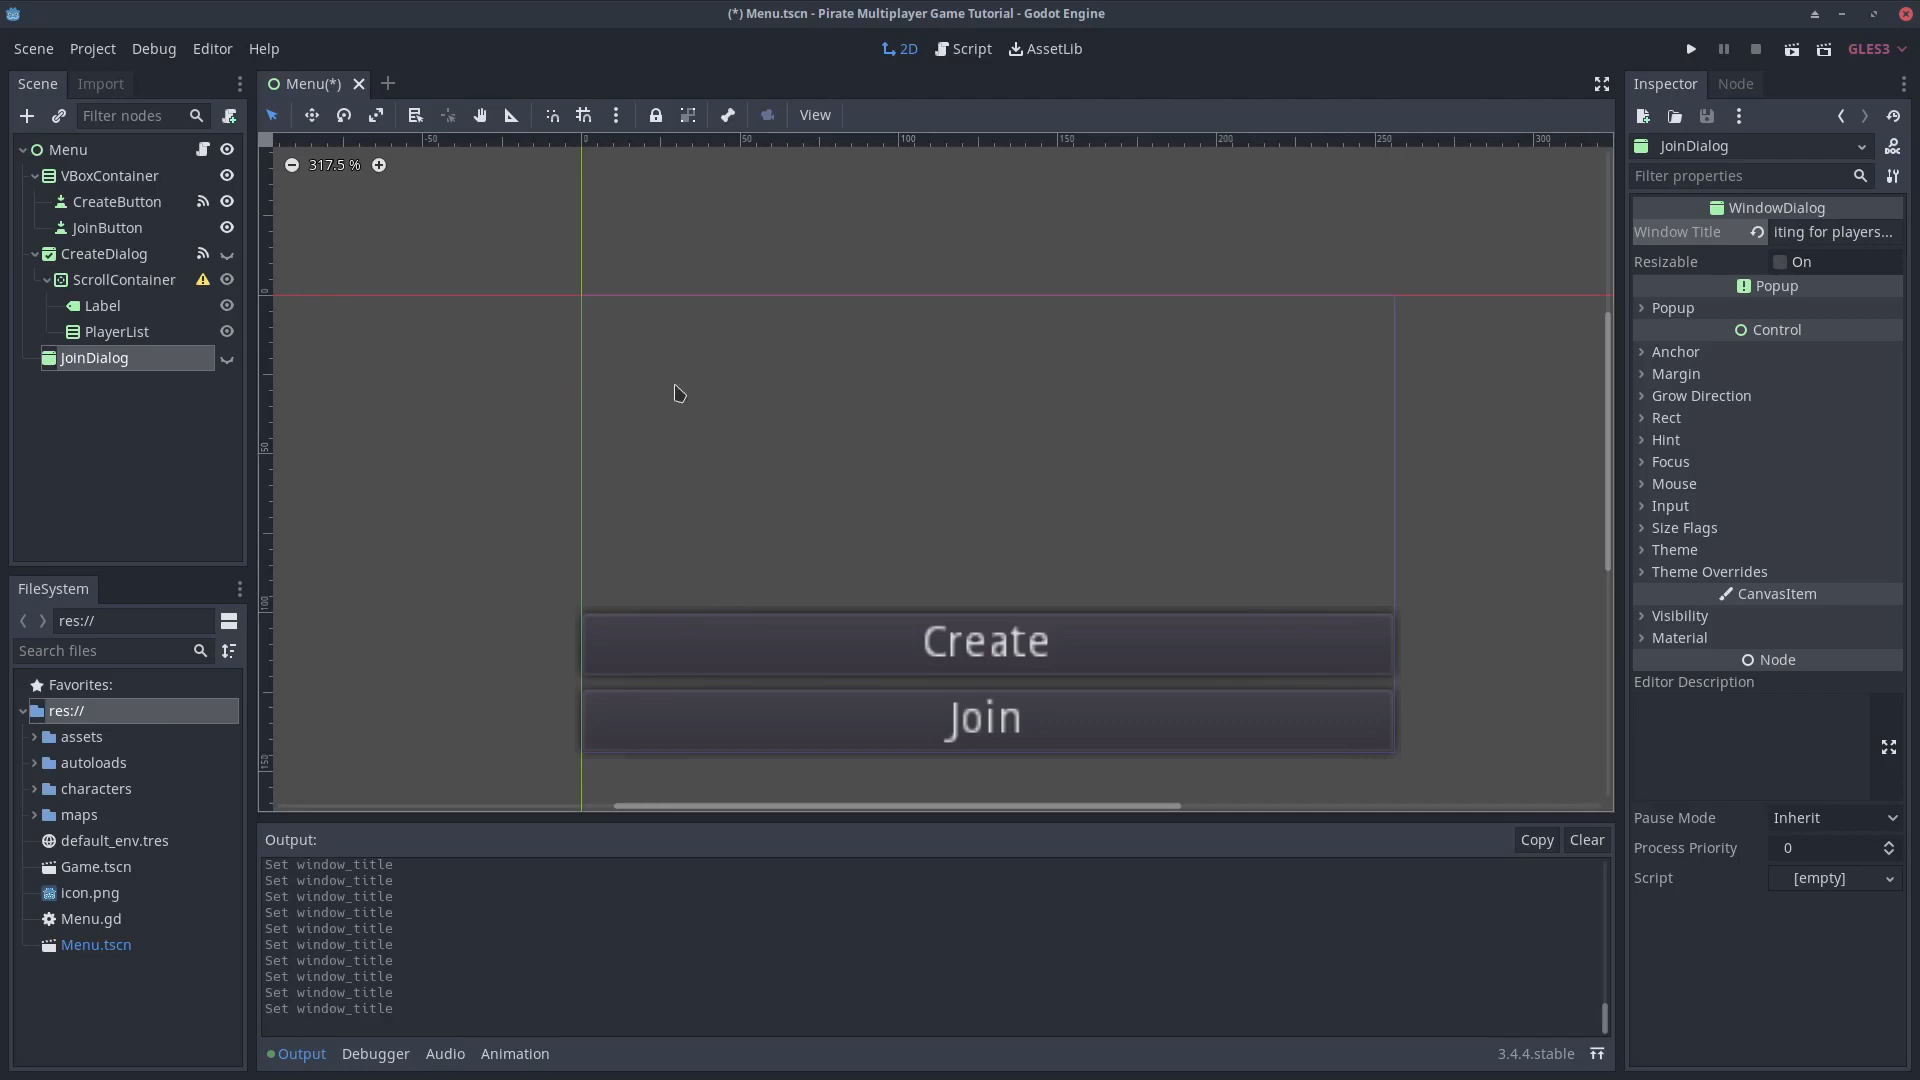 (*) Menu.tscn - Pirate Multiplayer Game Tutorial - Godot Engine
Scene Project Debug Editor Help
2D Script AssetLib
GLES3
Scene Import
Filter nodes
Menu
VBoxContainer
CreateButton
JoinButton
CreateDialog
ScrollContainer
Label
PlayerList
JoinDialog
FileSystem
res://
Search files
Favorites:
res://
assets
autoloads
characters
maps
default_env.tres
Game.tscn
icon.png
Menu.gd
Menu.tscn
Menu(*)
View
-50 0 50 100 150 200 250 300
317.5 %
0
50
100
150
Create
Join
Output:
Copy Clear
Set window_title
Set window_title
Set window_title
Set window_title
Set window_title
Set window_title
Set window_title
Set window_title
Set window_title
Set window_title
Output Debugger Audio Animation
3.4.4.stable
Inspector Node
JoinDialog
Filter properties
WindowDialog
Window Title iting for players...
Resizable On
Popup
Popup
Control
Anchor
Margin
Grow Direction
Rect
Hint
Focus
Mouse
Input
Size Flags
Theme
Theme Overrides
CanvasItem
Visibility
Material
Node
Editor Description
Pause Mode Inherit
Process Priority 0
Script [empty]